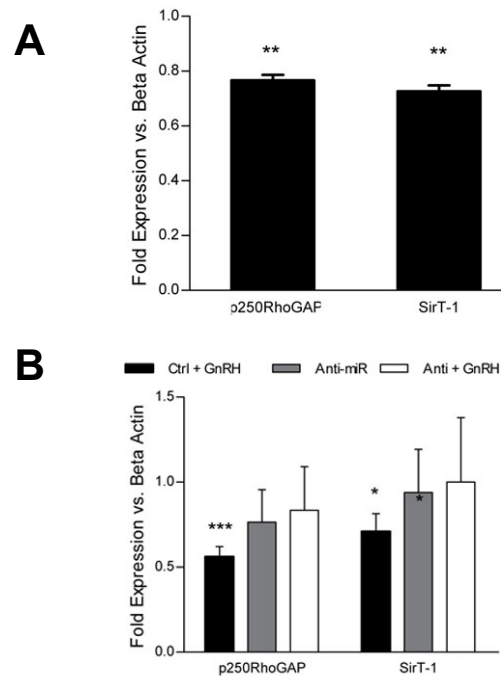 A
Fold Expression vs. Beta Actin
0.0
0.2
0.4
0.6
0.8
1.0
** **
p250RhoGAP SirT-1
B
Ctrl + GnRH Anti-miR Anti + GnRH
Fold Expression vs. Beta Actin
0.0
0.5
1.0
1.5
*** * *
p250RhoGAP SirT-1